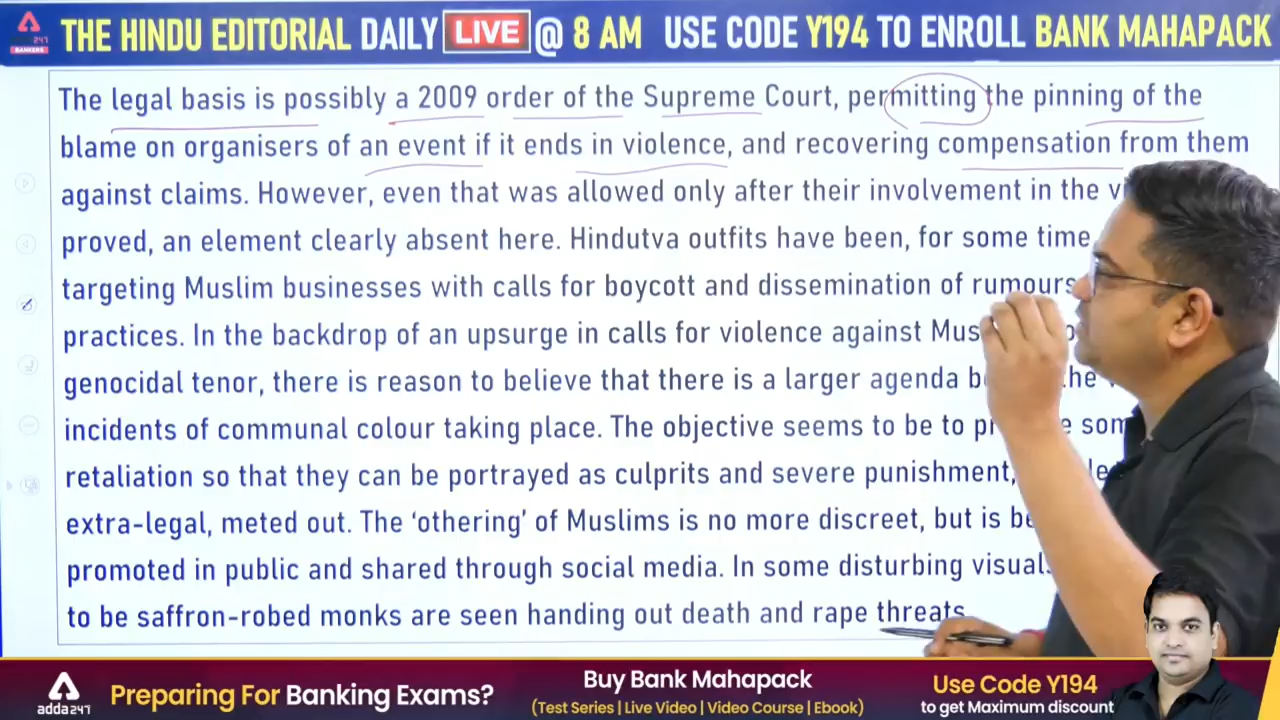 247
BANKERS
THE HINDU EDITORIAL DAILY LIVE @ 8 AM USE CODE Y194 TO ENROLL BANK MAHAPACK
The legal basis is possibly a 2009 order of the Supreme Court, permitting the pinning of the
blame on organisers of an event if it ends in violence, and recovering compensation from them
against claims. However, even that was allowed only after their involvement in the
proved, an element clearly absent here. Hindutva outfits have been, for some time,
targeting Muslim businesses with calls for boycott and dissemination of rumours
practices. In the backdrop of an upsurge in calls for violence against
genocidal tenor, there is reason to believe that there is a larger agenda
incidents of communal colour taking place. The objective seems to be to
retaliation so that they can be portrayed as culprits and severe punishment,
extra-legal, meted out. The ‘othering’ of Muslims is no more discreet, but is
promoted in public and shared through social media. In some disturbing
to be saffron-robed monks are seen handing out death and rape threats.
adda247
Preparing For Banking Exams?
Buy Bank Mahapack
(Test Series | Live Video | Video Course | Ebook)
Use Code Y194
to get Maximum discount